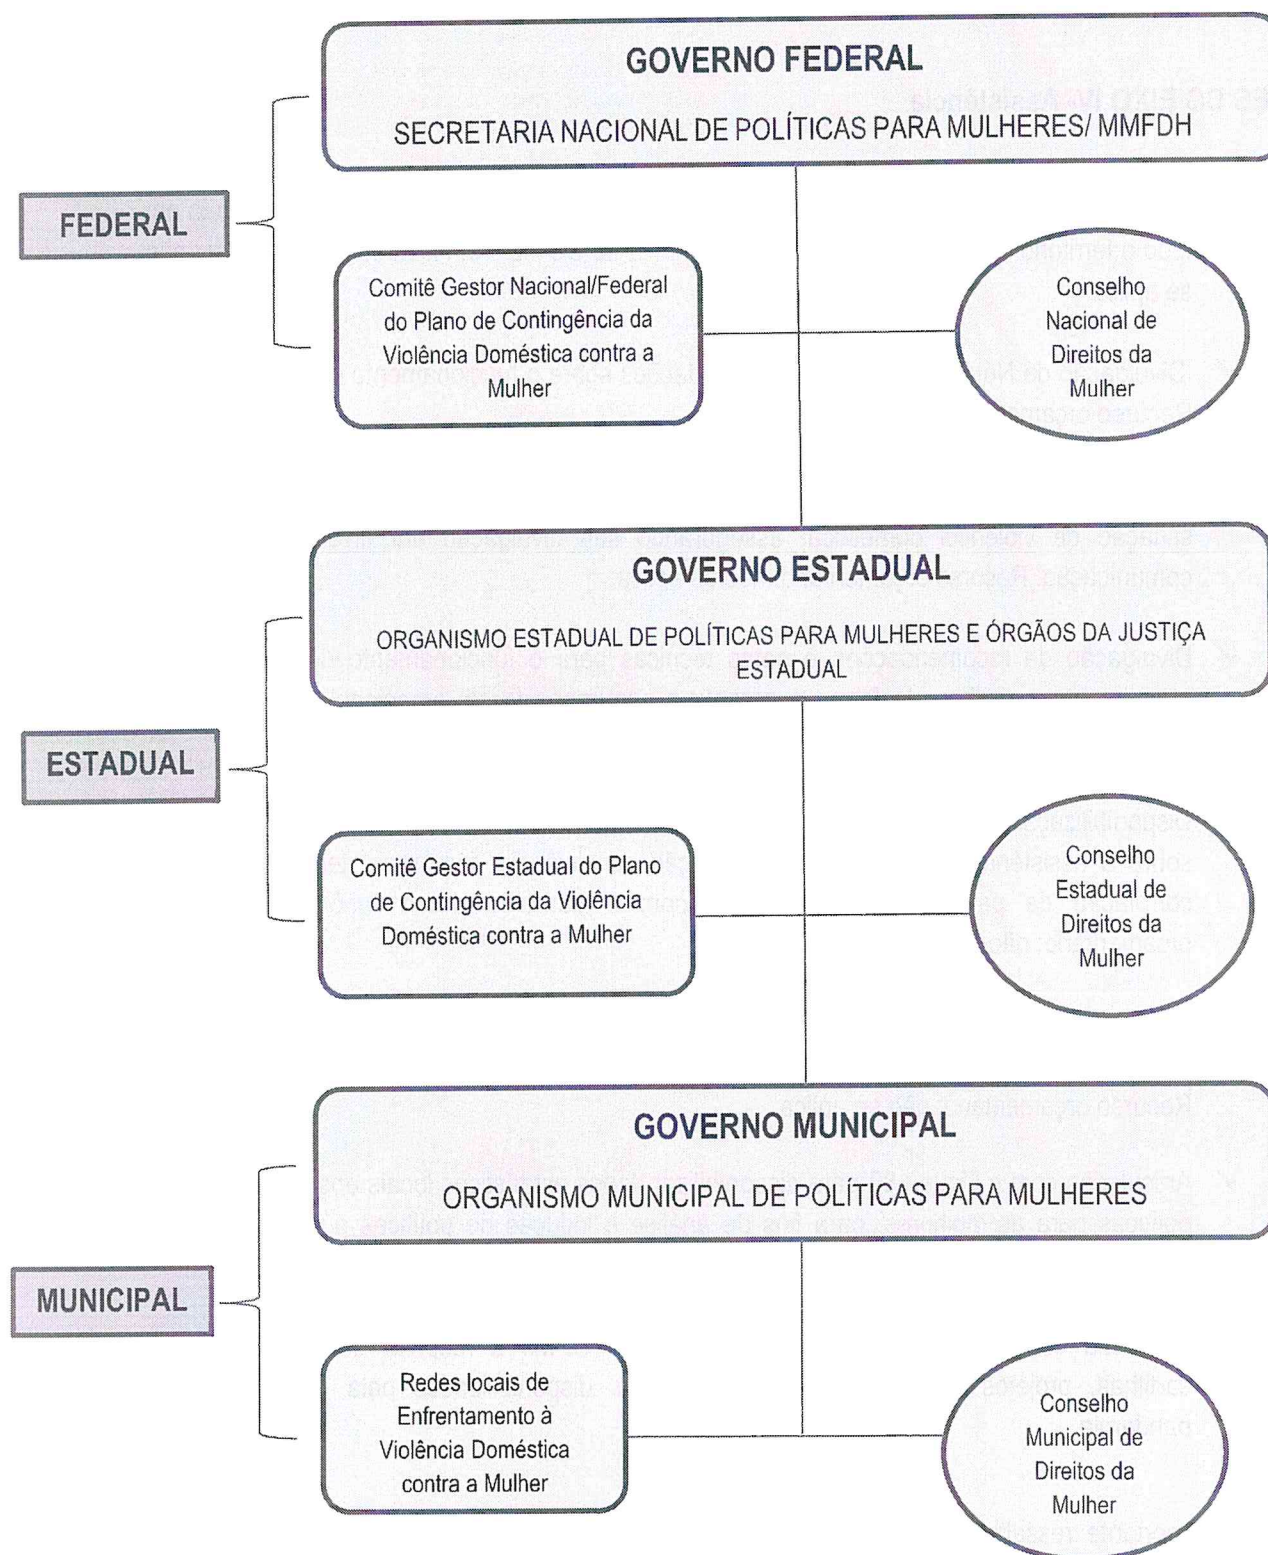 GOVERNO FEDERAL
SECRETARIA NACIONAL DE POLÍTICAS PARA MULHERES/ MMFDH
FEDERAL
Comitê Gestor Nacional/Federal
do Plano de Contingência da
Violência Doméstica contra a
Mulher
Conselho
Nacional de
Direitos da
Mulher
GOVERNO ESTADUAL
ORGANISMO ESTADUAL DE POLÍTICAS PARA MULHERES E ÓRGÃOS DA JUSTIÇA
ESTADUAL
ESTADUAL
Comitê Gestor Estadual do Plano
de Contingência da Violência
Doméstica contra a Mulher
Conselho
Estadual de
Direitos da
Mulher
GOVERNO MUNICIPAL
ORGANISMO MUNICIPAL DE POLÍTICAS PARA MULHERES
MUNICIPAL
Redes locais de
Enfrentamento à
Violência Doméstica
contra a Mulher
Conselho
Municipal de
Direitos da
Mulher